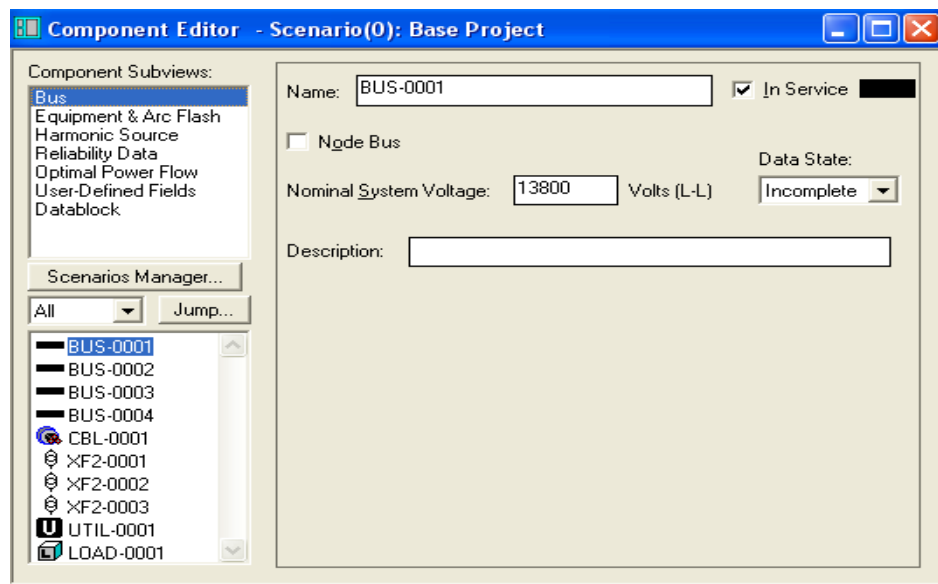 Component Editor - Scenario(0): Base Project
Component Subviews:
Bus
Equipment & Arc Flash
Harmonic Source
Reliability Data
Optimal Power Flow
User-Defined Fields
Datablock
Scenarios Manager...
All Jump...
BUS-0001
BUS-0002
BUS-0003
BUS-0004
CBL-0001
XF2-0001
XF2-0002
XF2-0003
U UTIL-0001
LOAD-0001
Name: BUS-0001 In Service
Node Bus
Data State:
Nominal System Voltage: 13800 Volts (L-L) Incomplete
Description: